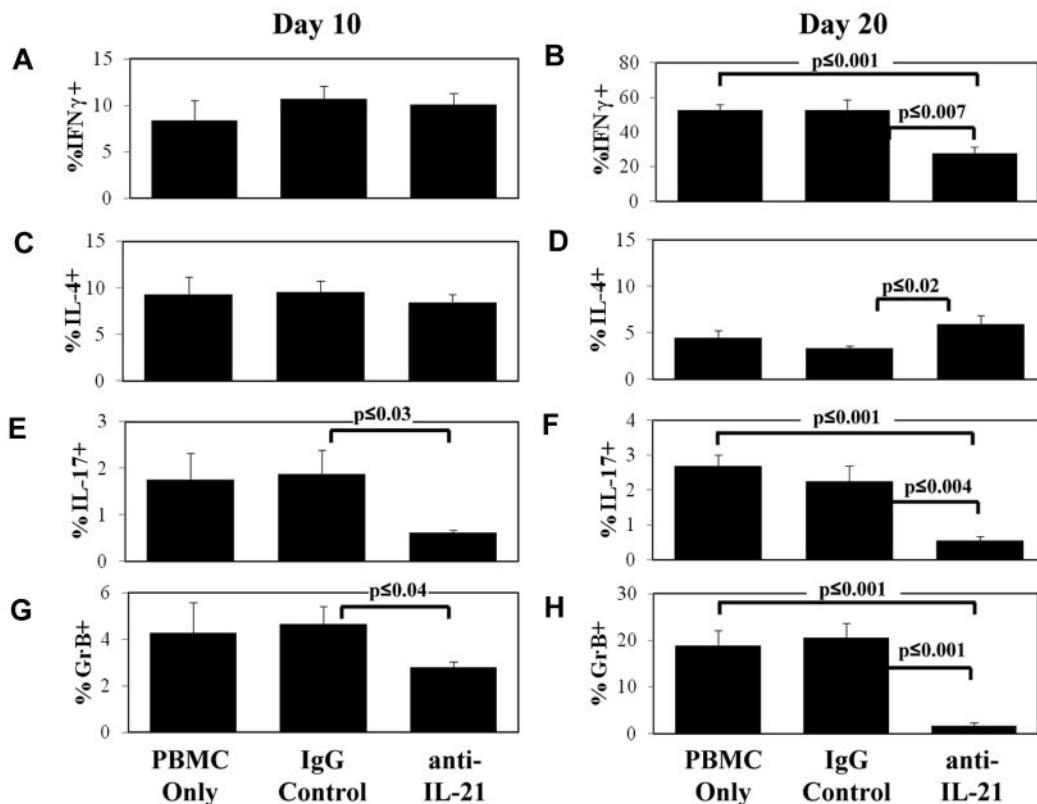 Day 10
Day 20
A
%IFNγ+
15
10
5
0
B
%IFNγ+
80
60
40
20
0
p≤0.001
p≤0.007
C
%IL-4+
15
10
5
0
D
%IL-4+
15
10
5
0
p≤0.02
E
%IL-17+
3
2
1
0
p≤0.03
F
%IL-17+
4
3
2
1
0
p≤0.001
p≤0.004
G
%GrB+
6
4
2
0
p≤0.04
H
%GrB+
30
20
10
0
p≤0.001
p≤0.001
PBMC IgG anti-
Only Control IL-21
PBMC IgG anti-
Only Control IL-21